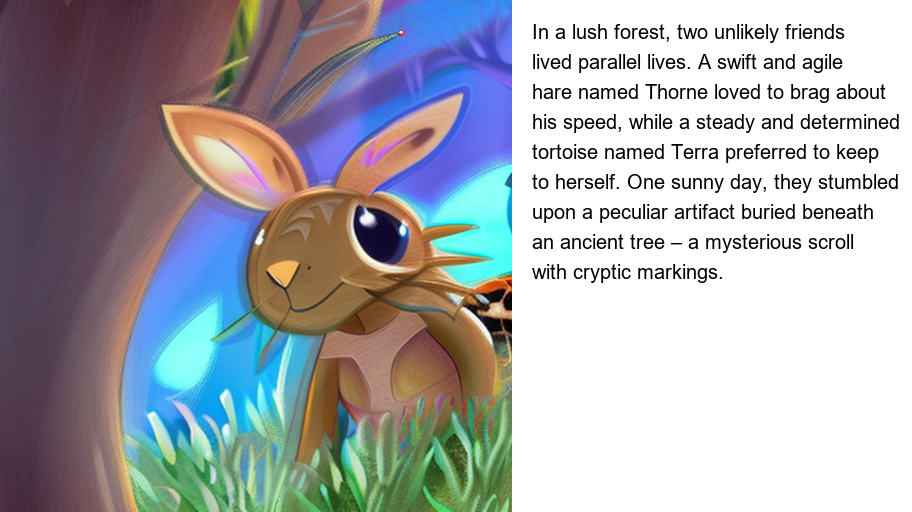 In a lush forest, two unlikely friends
lived parallel lives. A swift and agile
hare named Thorne loved to brag about
his speed, while a steady and determined
tortoise named Terra preferred to keep
to herself. One sunny day, they stumbled
upon a peculiar artifact buried beneath
an ancient tree – a mysterious scroll
with cryptic markings.